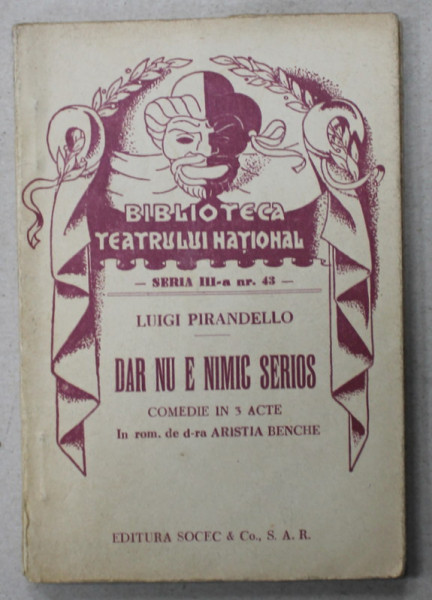 BIBLIOTECA
TEATRULUI NAȚIONAL
— SERIA III-a nr. 43 —
LUIGI PIRANDELLO
DAR NU E NIMIC SERIOS
COMEDIE IN 3 ACTE
In rom. de d-ra ARISTIA BENCHE
EDITURA SOCEC & Co., S. A. R.